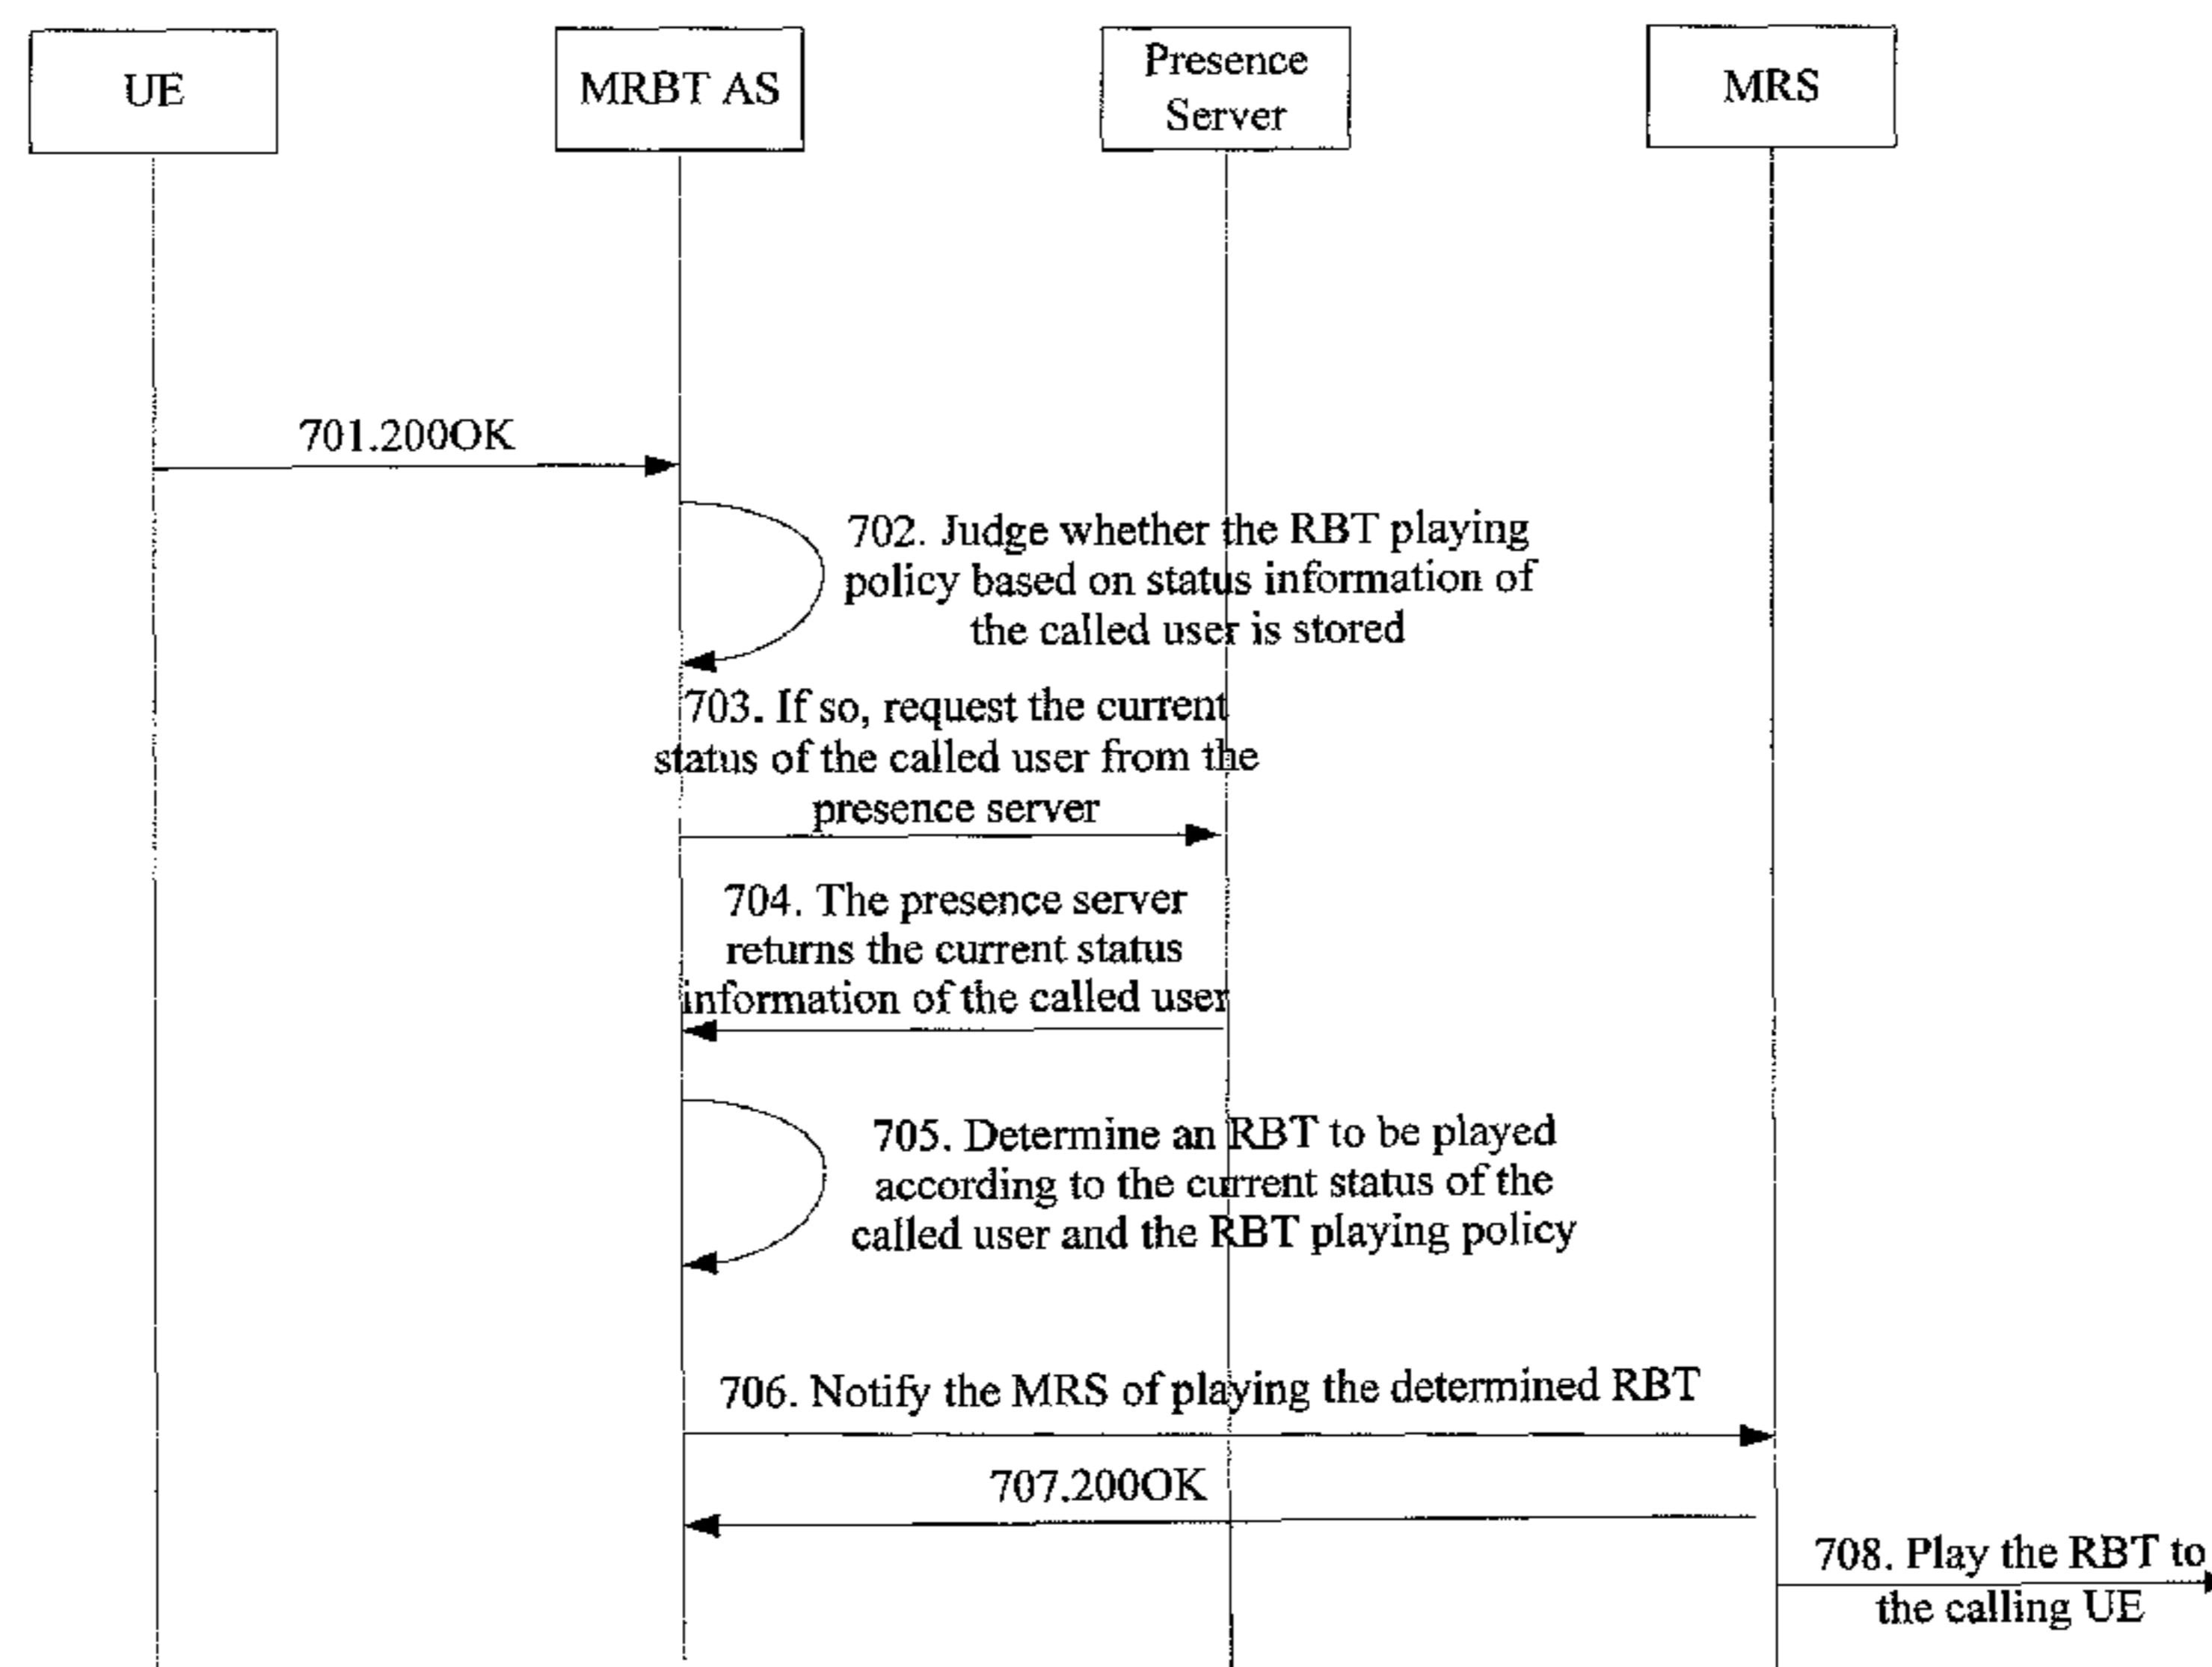 UE
MRBT AS
Presence
Server
MRS
701.200OK
702. Judge whether the RBT playing
policy based on status information of
the called user is stored
703. If so, request the current
status of the called user from the
presence server
704. The presence server
returns the current status
information of the called user
705. Determine an RBT to be played
according to the current status of the
called user and the RBT playing policy
706. Notify the MRS of playing the determined RBT
707.200OK
708. Play the RBT to
the calling UE